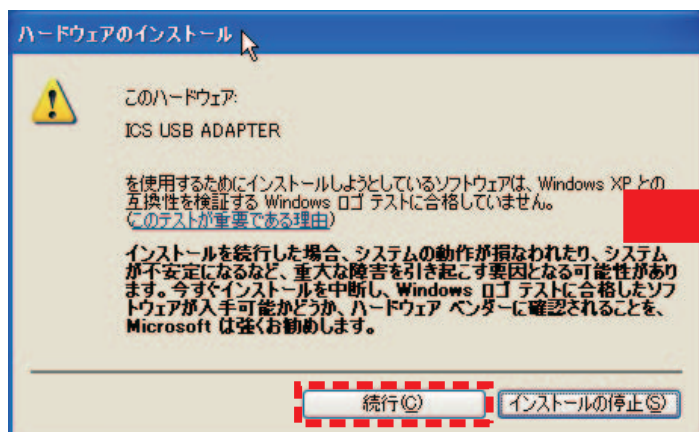 ハードウェアのインストール
このハードウェア:
ICS USB ADAPTER
を使用するためにインストールしようとしているソフトウェアは、Windows XP との
互換性を検証する Windows ロゴ テストに合格していません。
(このテストが重要である理由)
インストールを続行した場合、システムの動作が損なわれたり、システム
が不安定になるなど、重大な障害を引き起こす要因となる可能性があり
ます。今すぐインストールを中断し、Windows ロゴ テストに合格したソフ
トウェアが入手可能かどうか、ハードウェア ベンダーに確認されることを、
Microsoft は強くお勧めします。
続行(C) インストールの停止(S)